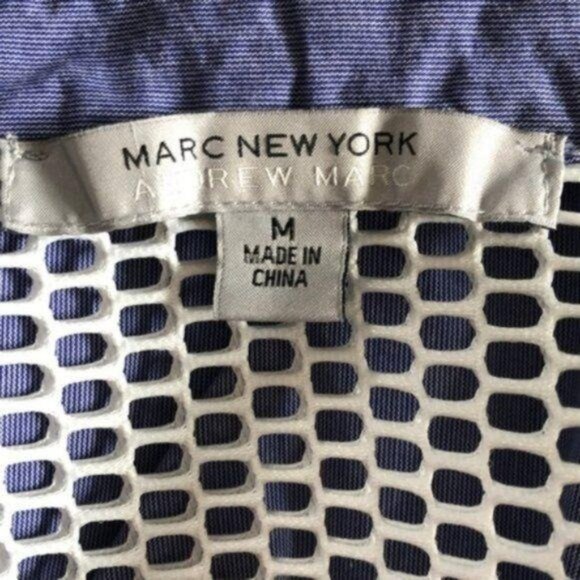 MARC NEW YORK
ANDREW MARC
M
MADE IN
CHINA